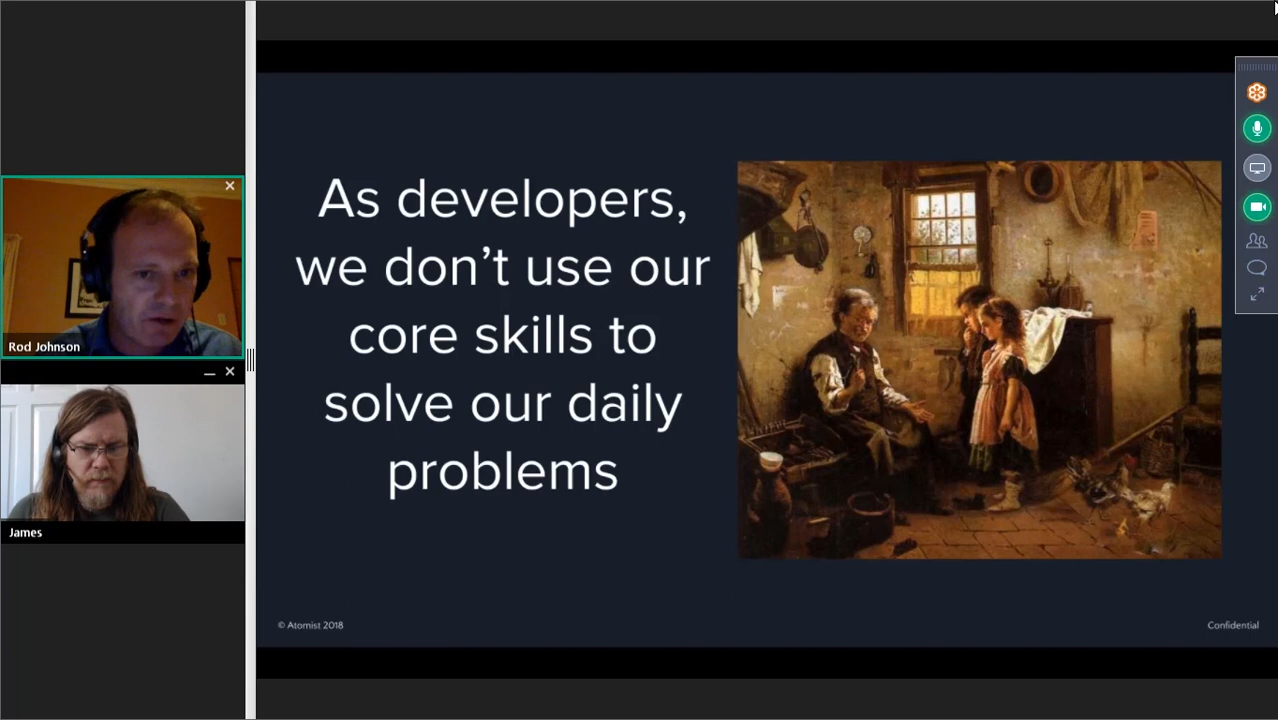 Rod Johnson
James
As developers,
we don't use our
core skills to
solve our daily
problems
© Atomist 2018
Confidential